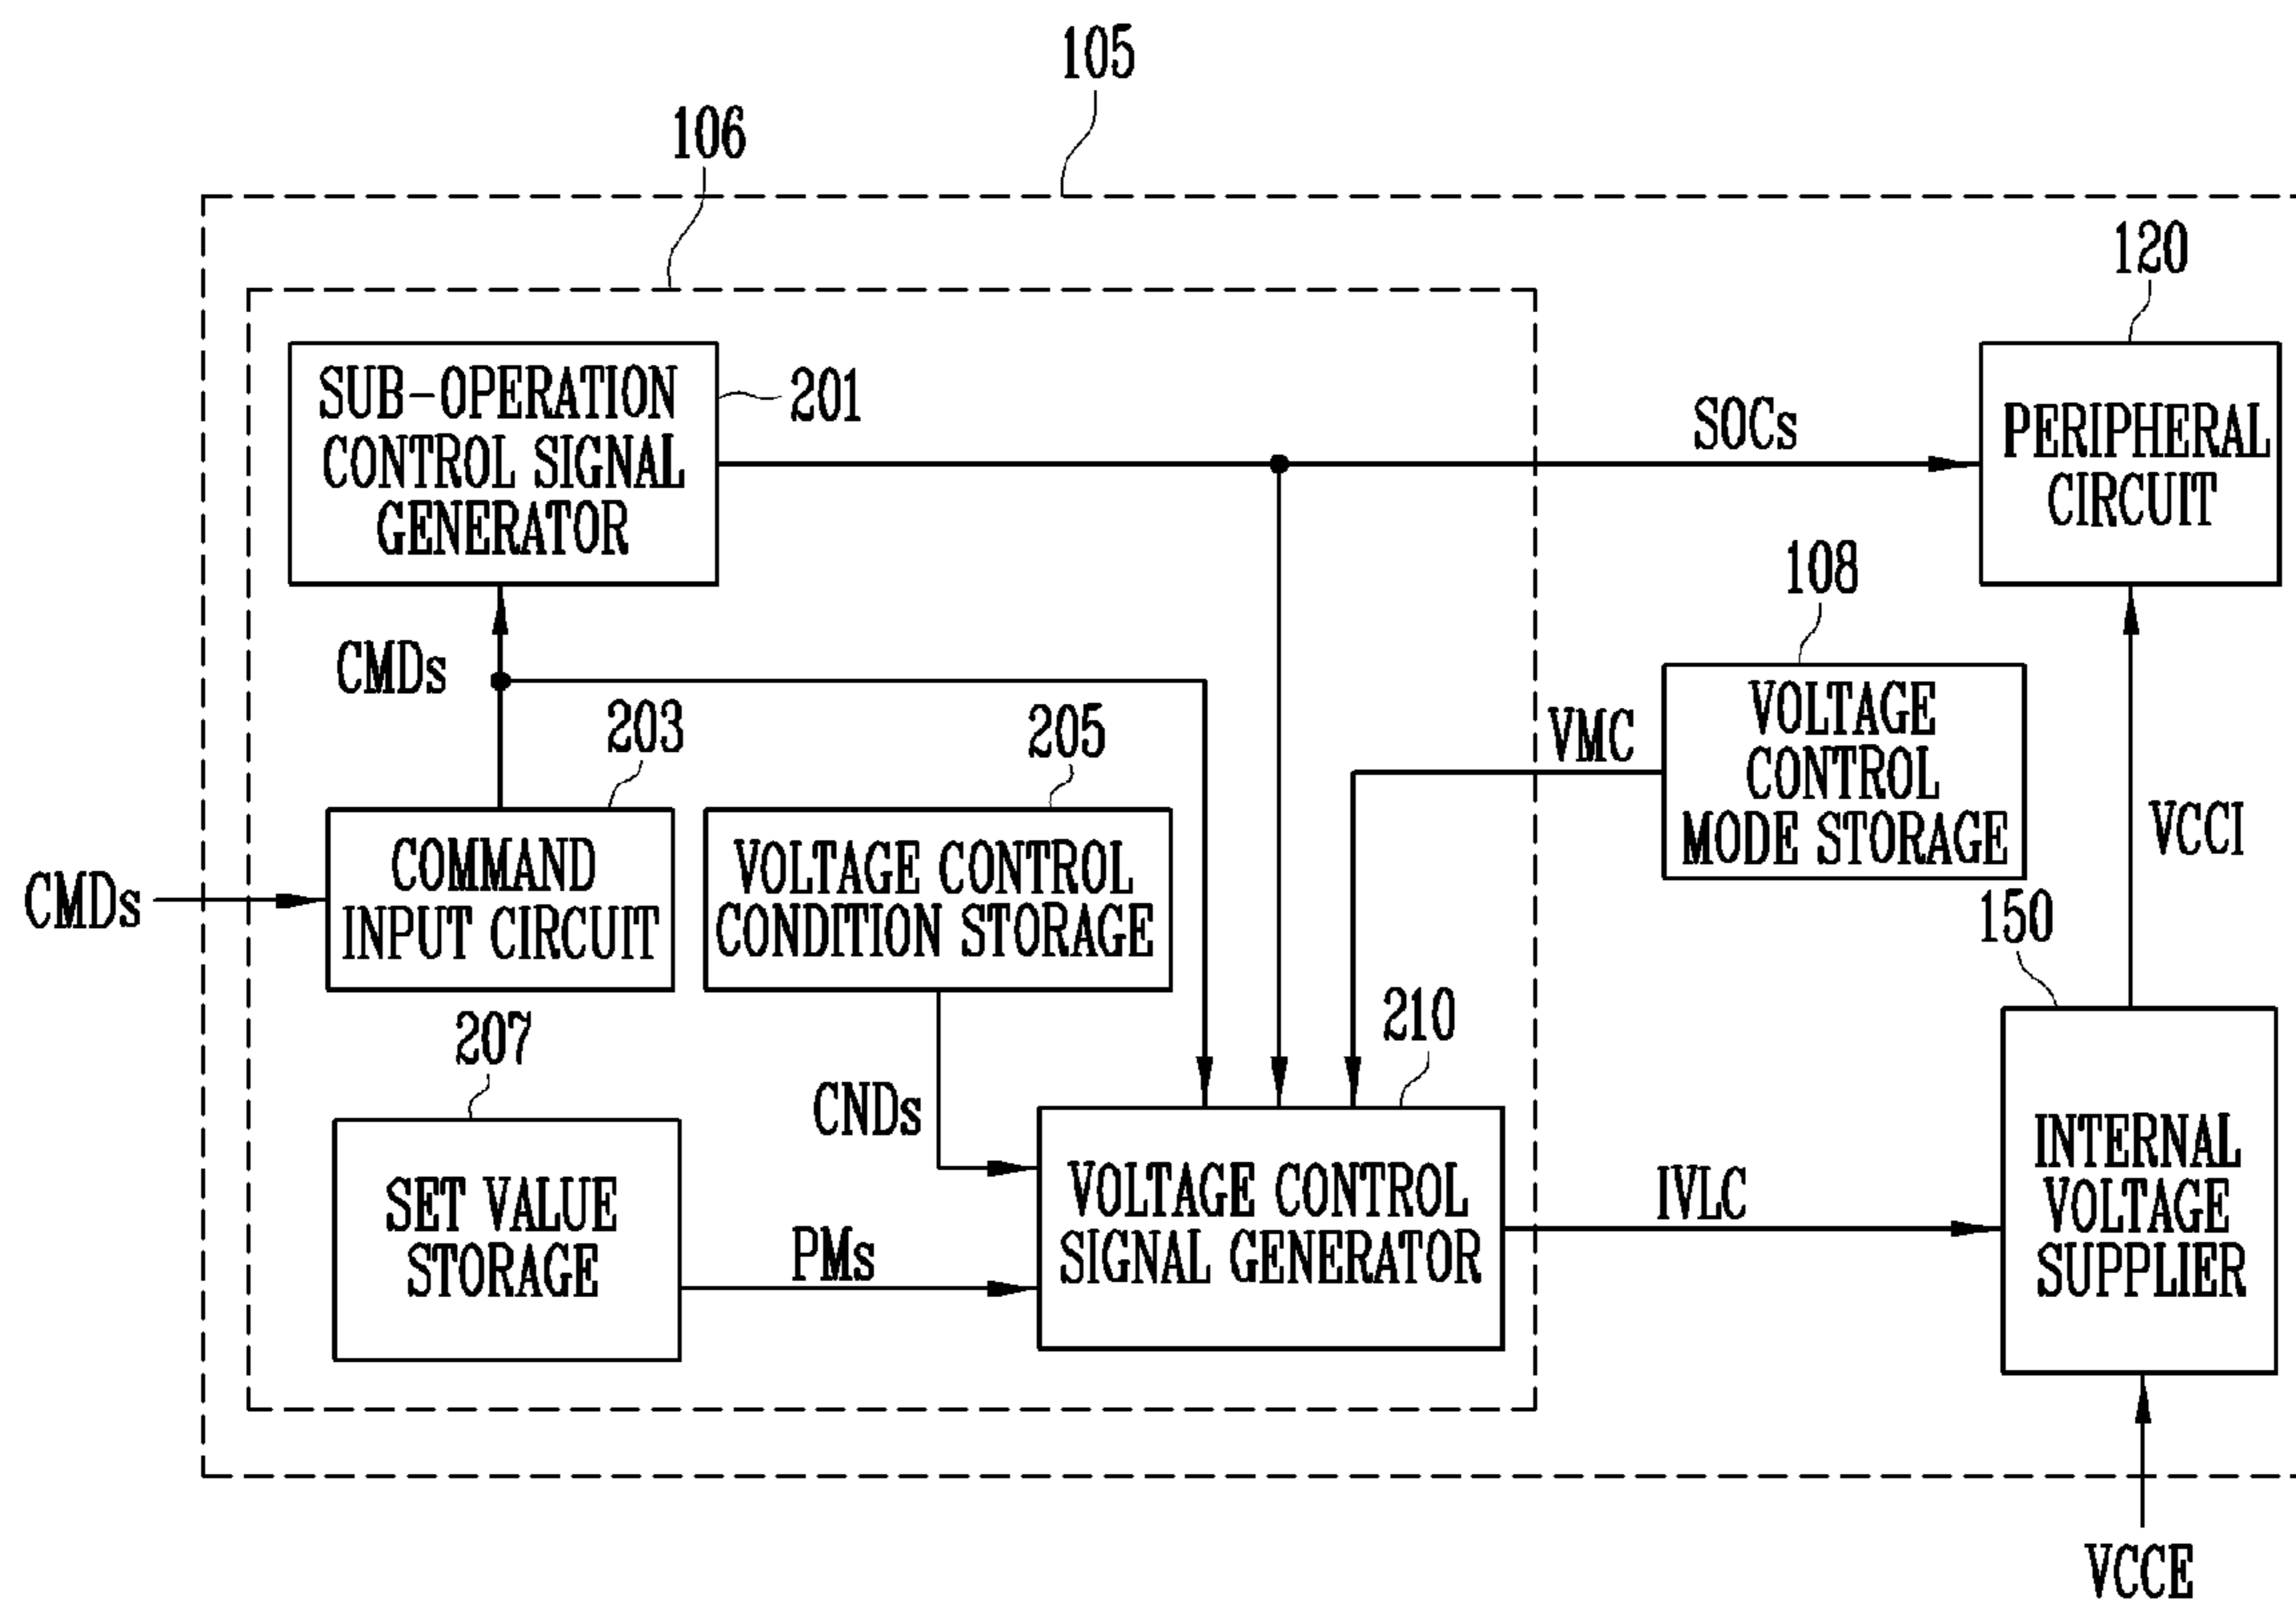 105
106
120
SUB-OPERATION
CONTROL SIGNAL
GENERATOR
201
SOCs
PERIPHERAL
CIRCUIT
108
CMDs
203
205
VMC
VOLTAGE
CONTROL
MODE STORAGE
VCCI
CMDs
COMMAND
INPUT CIRCUIT
VOLTAGE CONTROL
CONDITION STORAGE
150
207
210
CNDs
SET VALUE
STORAGE
PMs
VOLTAGE CONTROL
SIGNAL GENERATOR
IVLC
INTERNAL
VOLTAGE
SUPPLIER
VCCE